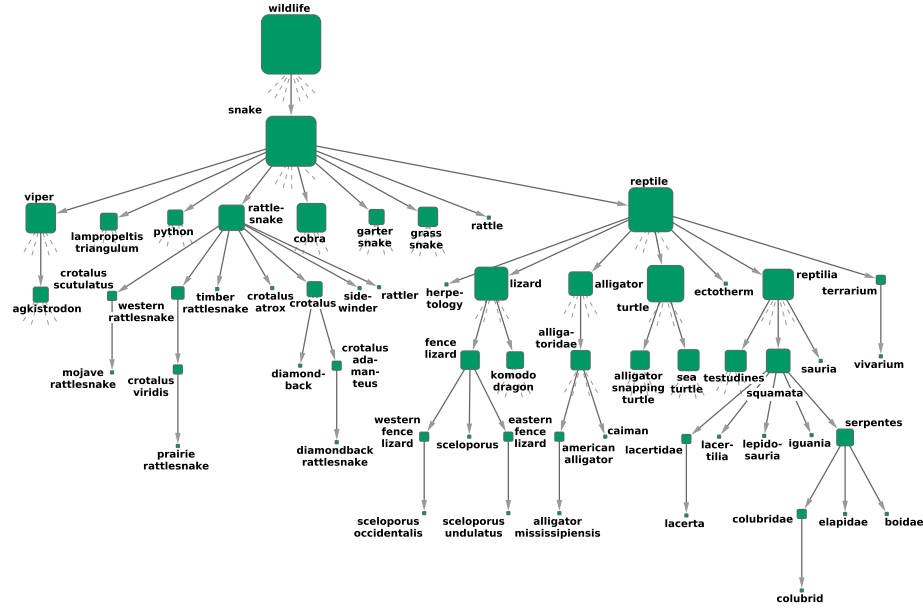 wildlife
snake
reptile
viper
lampropeltis
triangulum
python
rattle-
snake
cobra
garter
snake
grass
snake
rattle
crotalus
scutulatus
agkistrodon
western
rattlesnake
timber
rattlesnake
crotalus
atrox
crotalus
side-
winder
rattler
herpe-
tology
lizard
alligator
turtle
ectotherm
reptilia
terrarium
mojave
rattlesnake
crotalus
viridis
diamond-
back
crotalus
ada-
man-
teus
fence
lizard
komodo
dragon
alliga-
toridae
alligator
snapping
turtle
sea
turtle
testudines
squamata
sauria
vivarium
prairie
rattlesnake
diamondback
rattlesnake
western
fence
lizard
sceloporus
eastern
fence
lizard
american
alligator
caiman
lacertidae
lacer-
tilia
lepido-
sauria
iguania
serpentes
sceloporus
occidentalis
sceloporus
undulatus
alligator
mississipiensis
lacerta
colubridae
elapidae
boidae
colubrid